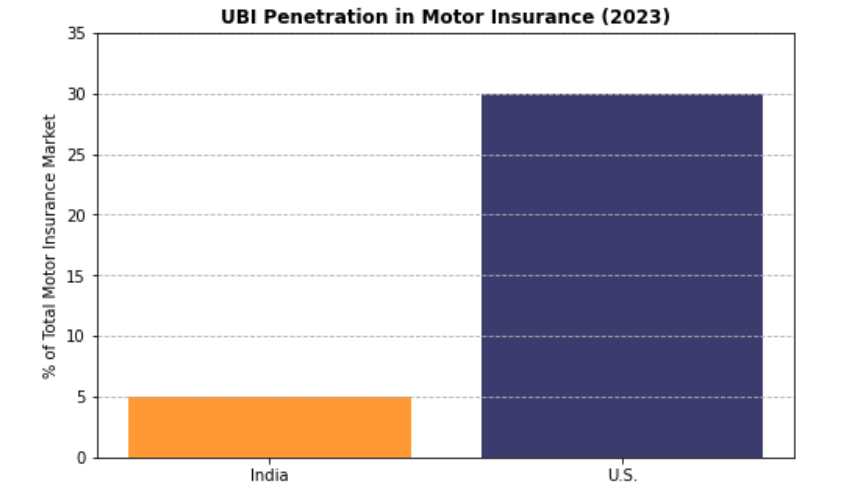 UBI Penetration in Motor Insurance (2023)
% of Total Motor Insurance Market
35
30
25
20
15
10
5
0
India
U.S.